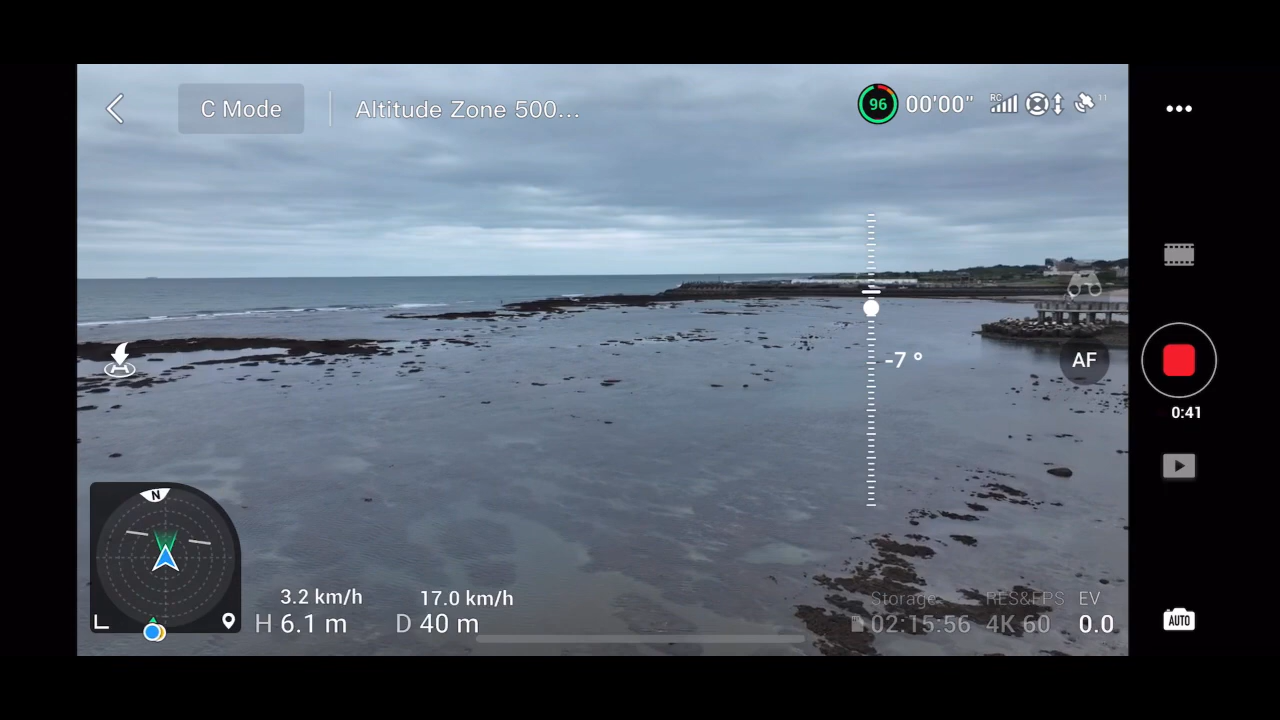 C Mode
Altitude Zone 500...
96
00'00"
RC
11
-7 °
AF
0:41
N
3.2 km/h
17.0 km/h
H 6.1 m
D 40 m
L
Storage
RES&FPS
EV
02:15:56
4K 60
0.0
AUTO